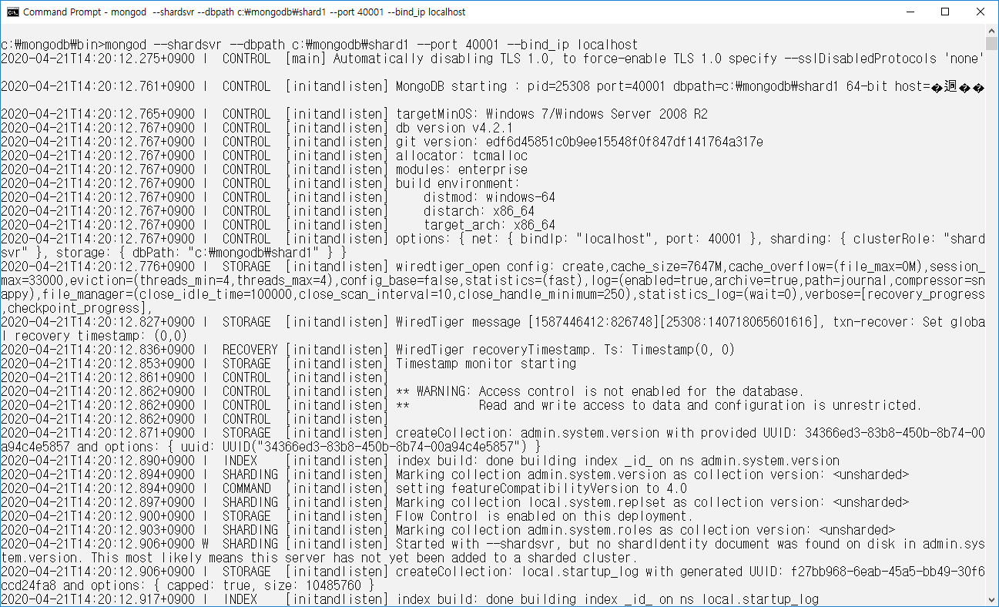 Command Prompt - mongod  --shardsvr --dbpath c:₩mongodb₩shard1 --port 40001 --bind_ip localhost
c:₩mongodb₩bin>mongod --shardsvr --dbpath c:₩mongodb₩shard1 --port 40001 --bind_ip localhost
2020-04-21T14:20:12.275+0900 I  CONTROL  [main] Automatically disabling TLS 1.0, to force-enable TLS 1.0 specify --sslDisabledProtocols 'none'
2020-04-21T14:20:12.761+0900 I  CONTROL  [initandlisten] MongoDB starting : pid=25308 port=40001 dbpath=c:₩mongodb₩shard1 64-bit host=�迥��
2020-04-21T14:20:12.765+0900 I  CONTROL  [initandlisten] targetMinOS: Windows 7/Windows Server 2008 R2
2020-04-21T14:20:12.766+0900 I  CONTROL  [initandlisten] db version v4.2.1
2020-04-21T14:20:12.767+0900 I  CONTROL  [initandlisten] git version: edf6d45851c0b9ee15548f0f847df141764a317e
2020-04-21T14:20:12.767+0900 I  CONTROL  [initandlisten] allocator: tcmalloc
2020-04-21T14:20:12.767+0900 I  CONTROL  [initandlisten] modules: enterprise
2020-04-21T14:20:12.767+0900 I  CONTROL  [initandlisten] build environment:
2020-04-21T14:20:12.767+0900 I  CONTROL  [initandlisten]     distmod: windows-64
2020-04-21T14:20:12.767+0900 I  CONTROL  [initandlisten]     distarch: x86_64
2020-04-21T14:20:12.767+0900 I  CONTROL  [initandlisten]     target_arch: x86_64
2020-04-21T14:20:12.767+0900 I  CONTROL  [initandlisten] options: { net: { bindIp: "localhost", port: 40001 }, sharding: { clusterRole: "shard
svr" }, storage: { dbPath: "c:₩mongodb₩shard1" } }
2020-04-21T14:20:12.776+0900 I  STORAGE  [initandlisten] wiredtiger_open config: create,cache_size=7647M,cache_overflow=(file_max=0M),session_
max=33000,eviction=(threads_min=4,threads_max=4),config_base=false,statistics=(fast),log=(enabled=true,archive=true,path=journal,compressor=sn
appy),file_manager=(close_idle_time=100000,close_scan_interval=10,close_handle_minimum=250),statistics_log=(wait=0),verbose=[recovery_progress
,checkpoint_progress],
2020-04-21T14:20:12.827+0900 I  STORAGE  [initandlisten] WiredTiger message [1587446412:826748][25308:140718065601616], txn-recover: Set globa
l recovery timestamp: (0,0)
2020-04-21T14:20:12.836+0900 I  RECOVERY [initandlisten] WiredTiger recoveryTimestamp. Ts: Timestamp(0, 0)
2020-04-21T14:20:12.853+0900 I  STORAGE  [initandlisten] Timestamp monitor starting
2020-04-21T14:20:12.861+0900 I  CONTROL  [initandlisten]
2020-04-21T14:20:12.862+0900 I  CONTROL  [initandlisten] ** WARNING: Access control is not enabled for the database.
2020-04-21T14:20:12.862+0900 I  CONTROL  [initandlisten] **          Read and write access to data and configuration is unrestricted.
2020-04-21T14:20:12.862+0900 I  CONTROL  [initandlisten]
2020-04-21T14:20:12.871+0900 I  STORAGE  [initandlisten] createCollection: admin.system.version with provided UUID: 34366ed3-83b8-450b-8b74-00
a94c4e5857 and options: { uuid: UUID("34366ed3-83b8-450b-8b74-00a94c4e5857") }
2020-04-21T14:20:12.890+0900 I  INDEX    [initandlisten] index build: done building index _id_ on ns admin.system.version
2020-04-21T14:20:12.894+0900 I  SHARDING [initandlisten] Marking collection admin.system.version as collection version: <unsharded>
2020-04-21T14:20:12.894+0900 I  COMMAND  [initandlisten] setting featureCompatibilityVersion to 4.0
2020-04-21T14:20:12.897+0900 I  SHARDING [initandlisten] Marking collection local.system.replset as collection version: <unsharded>
2020-04-21T14:20:12.900+0900 I  STORAGE  [initandlisten] Flow Control is enabled on this deployment.
2020-04-21T14:20:12.903+0900 I  SHARDING [initandlisten] Marking collection admin.system.roles as collection version: <unsharded>
2020-04-21T14:20:12.906+0900 W  SHARDING [initandlisten] Started with --shardsvr, but no shardIdentity document was found on disk in admin.sys
tem.version. This most likely means this server has not yet been added to a sharded cluster.
2020-04-21T14:20:12.906+0900 I  STORAGE  [initandlisten] createCollection: local.startup_log with generated UUID: f27bb968-6eab-45a5-bb49-30f6
ccd24fa8 and options: { capped: true, size: 10485760 }
2020-04-21T14:20:12.917+0900 I  INDEX    [initandlisten] index build: done building index _id_ on ns local.startup_log